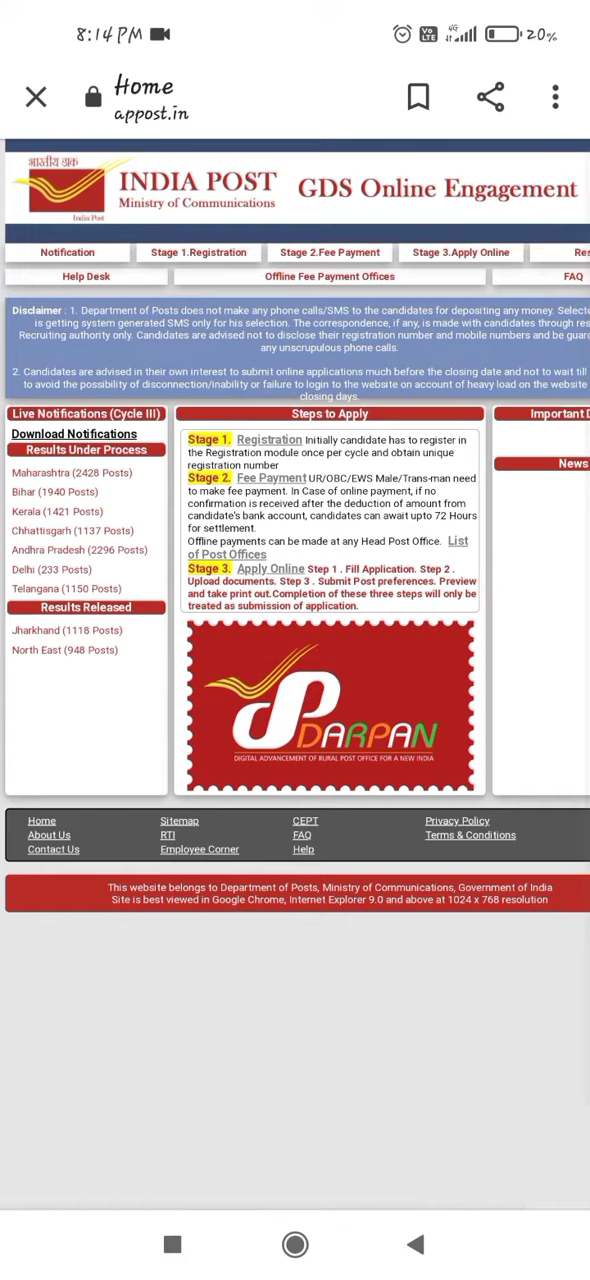 8:14 PM
Vo LTE
4G
20%
Home
appost.in
भारतीय डाक
India Post
INDIA POST
Ministry of Communications
GDS Online Engagement
Notification
Stage 1.Registration
Stage 2.Fee Payment
Stage 3.Apply Online
Res
Help Desk
Offline Fee Payment Offices
FAQ
Disclaimer : 1. Department of Posts does not make any phone calls/SMS to the candidates for depositing any money. Selecte
is getting system generated SMS only for his selection. The correspondence, if any, is made with candidates through res
Recruiting authority only. Candidates are advised not to disclose their registration number and mobile numbers and be guar
any unscrupulous phone calls.
2. Candidates are advised in their own interest to submit online applications much before the closing date and not to wait till
to avoid the possibility of disconnection/inability or failure to login to the website on account of heavy load on the website
closing days.
Live Notifications (Cycle III)
Download Notifications
Results Under Process
Maharashtra (2428 Posts)
Bihar (1940 Posts)
Kerala (1421 Posts)
Chhattisgarh (1137 Posts)
Andhra Pradesh (2296 Posts)
Delhi (233 Posts)
Telangana (1150 Posts)
Results Released
Jharkhand (1118 Posts)
North East (948 Posts)
Steps to Apply
Stage 1. Registration Initially candidate has to register in
the Registration module once per cycle and obtain unique
registration number
Stage 2. Fee Payment UR/OBC/EWS Male/Trans-man need
to make fee payment. In Case of online payment, if no
confirmation is received after the deduction of amount from
candidate's bank account, candidates can await upto 72 Hours
for settlement.
Offline payments can be made at any Head Post Office. List
of Post Offices
Stage 3. Apply Online Step 1 . Fill Application. Step 2 .
Upload documents. Step 3 . Submit Post preferences. Preview
and take print out.Completion of these three steps will only be
treated as submission of application.
DARPAN
DIGITAL ADVANCEMENT OF RURAL POST OFFICE FOR A NEW INDIA
Important D
News
Home
About Us
Contact Us
Sitemap
RTI
Employee Corner
CEPT
FAQ
Help
Privacy Policy
Terms & Conditions
This website belongs to Department of Posts, Ministry of Communications, Government of India
Site is best viewed in Google Chrome, Internet Explorer 9.0 and above at 1024 x 768 resolution